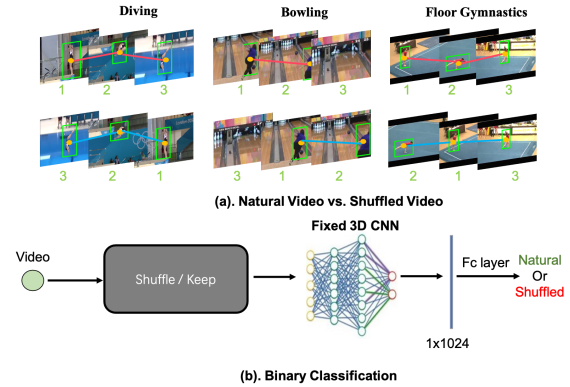 Diving Bowling Floor Gymnastics
1 2 3 1 2 3 1 2 3
3 2 1 3 1 2 2 1 3
(a). Natural Video vs. Shuffled Video
Fixed 3D CNN
Video
Shuffle / Keep
Fc layer
Natural
Or
Shuffled
1x1024
(b). Binary Classification